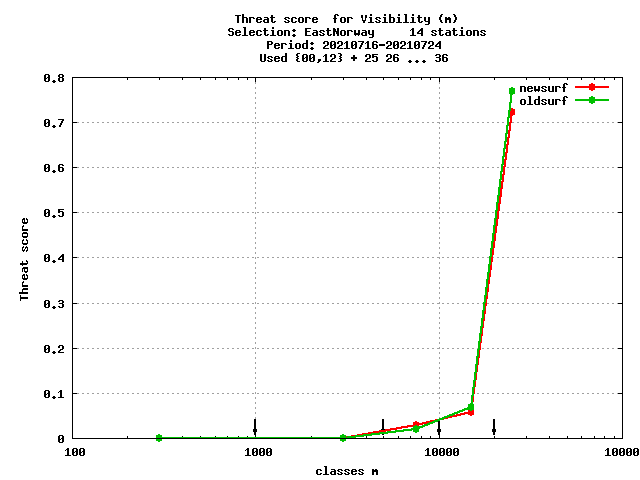 Threat score  for Visibility (m)
Selection: EastNorway     14 stations
Period: 20210716-20210724
Used {00,12} + 25 26 ... 36
newsurf
oldsurf
0.8
0.7
0.6
0.5
0.4
0.3
0.2
0.1
0
Threat score
100
1000
10000
10000
classes m